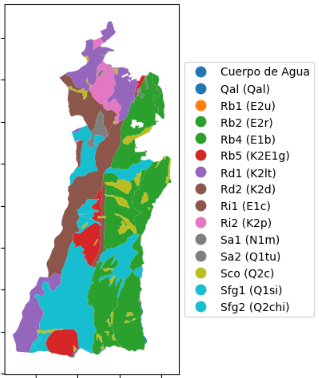 Cuerpo de Agua
Qal (Qal)
Rb1 (E2u)
Rb2 (E2r)
Rb4 (E1b)
Rb5 (K2E1g)
Rd1 (K2lt)
Rd2 (K2d)
Ri1 (E1c)
Ri2 (K2p)
Sa1 (N1m)
Sa2 (Q1tu)
Sco (Q2c)
Sfg1 (Q1si)
Sfg2 (Q2chi)